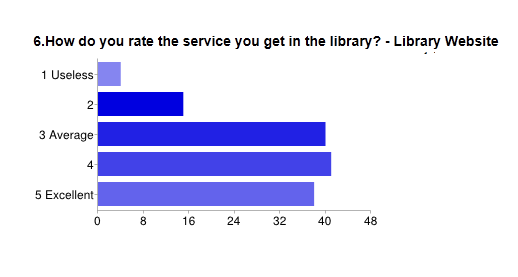 6.How do you rate the service you get in the library? - Library Website
1 Useless
2
3 Average
4
5 Excellent
0 8 16 24 32 40 48